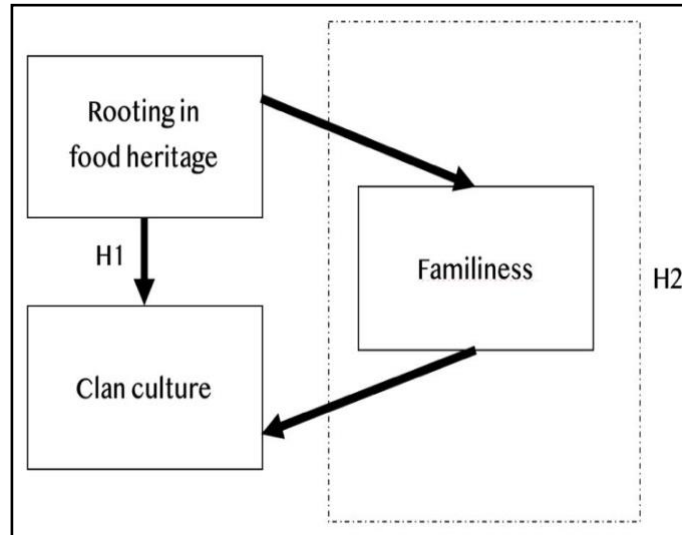 Rooting in
food heritage
H1
Familiness
H2
Clan culture